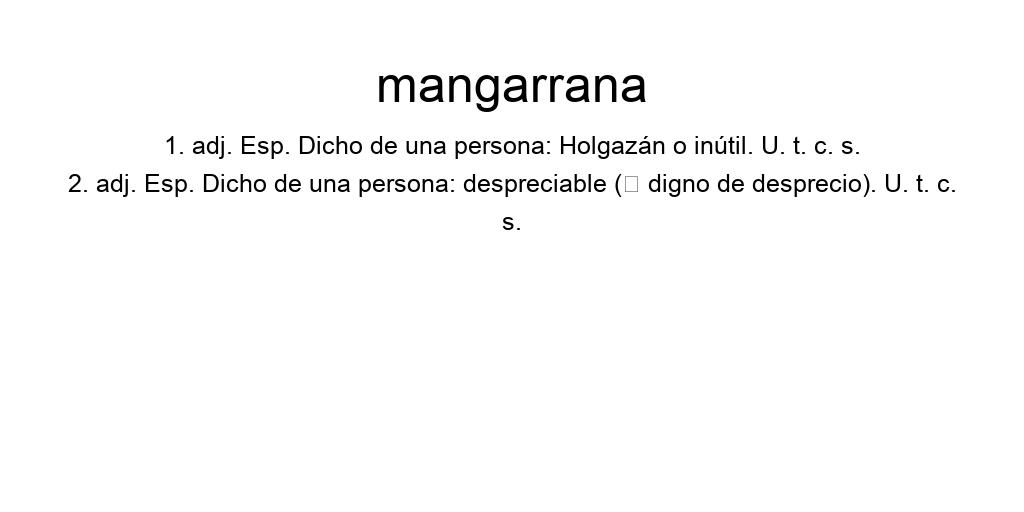 mangarrana
1. adj. Esp. Dicho de una persona: Holgazán o inútil. U. t. c. s.
2. adj. Esp. Dicho de una persona: despreciable (▯ digno de desprecio). U. t. c.
s.